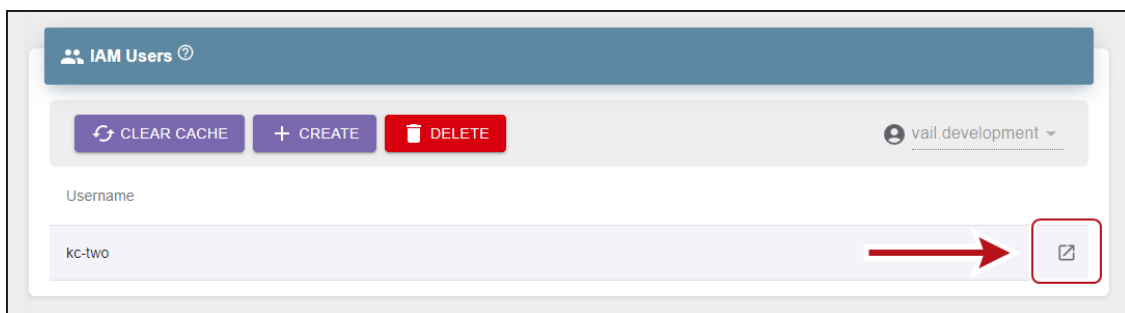 IAM Users
CLEAR CACHE
CREATE
DELETE
vail.development
Username
kc-two